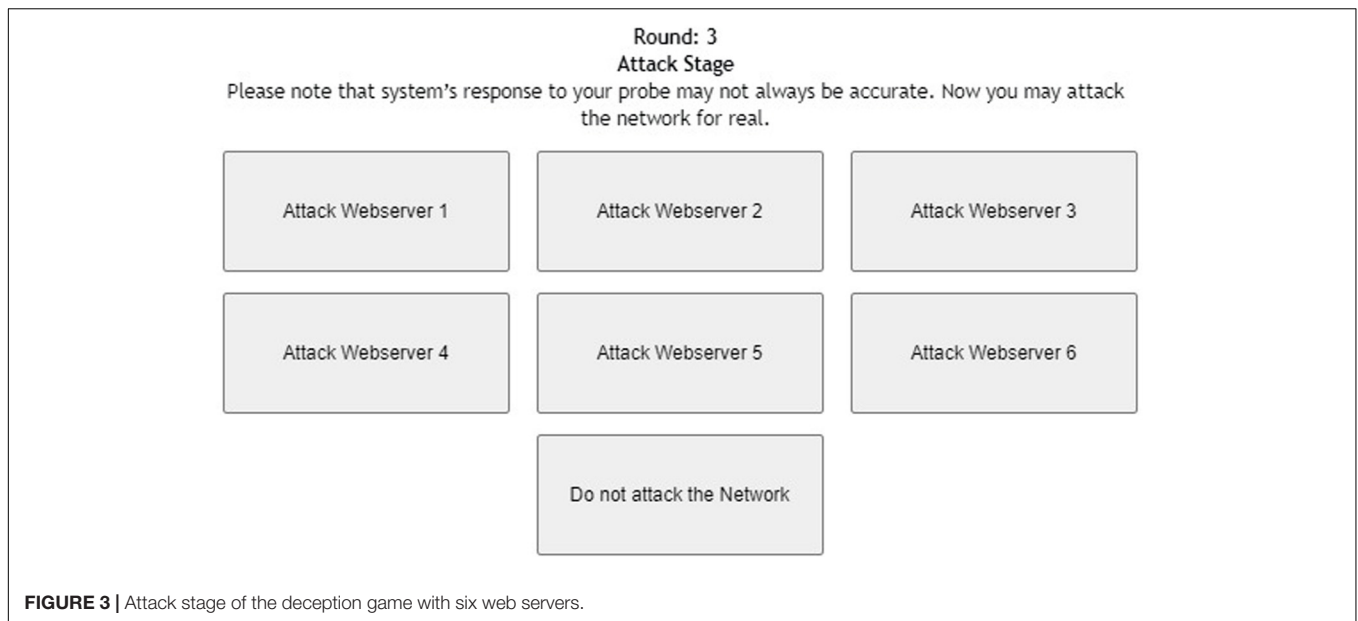 Round: 3
Attack Stage
Please note that system's response to your probe may not always be accurate. Now you may attack
the network for real.
Attack Webserver 1
Attack Webserver 2
Attack Webserver 3
Attack Webserver 4
Attack Webserver 5
Attack Webserver 6
Do not attack the Network
FIGURE 3 | Attack stage of the deception game with six web servers.